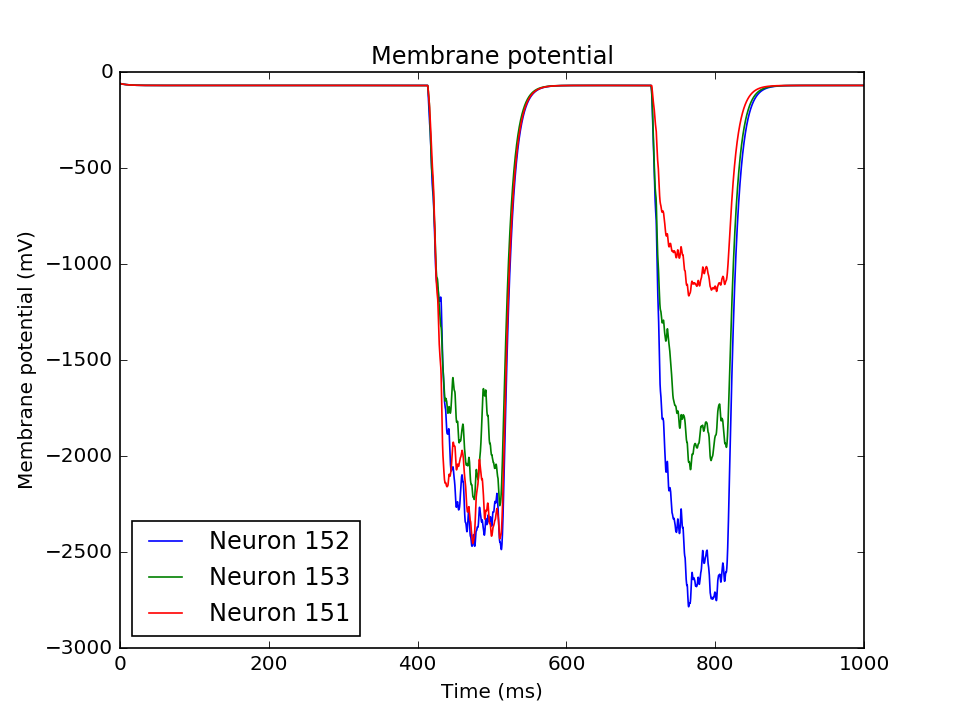 Membrane potential
Membrane potential (mV)
0
−500
−1000
−1500
−2000
−2500
−3000
Neuron 152
Neuron 153
Neuron 151
0 200 400 600 800 1000
Time (ms)